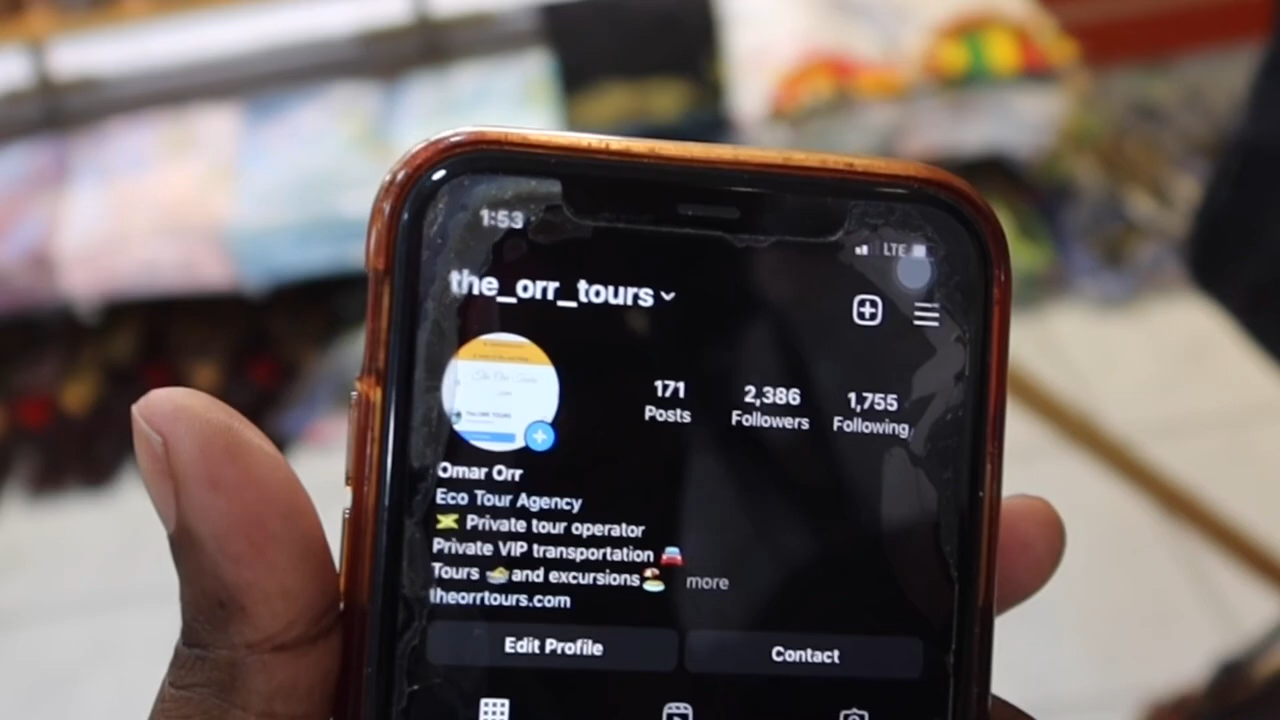 1:53
LTE
the_orr_tours
171
Posts
2,386
Followers
1,755
Following
Omar Orr
Eco Tour Agency
🇯🇲 Private tour operator
Private VIP transportation 🚘
Tours 🚤and excursions🏖 more
theorrtours.com
Edit Profile
Contact